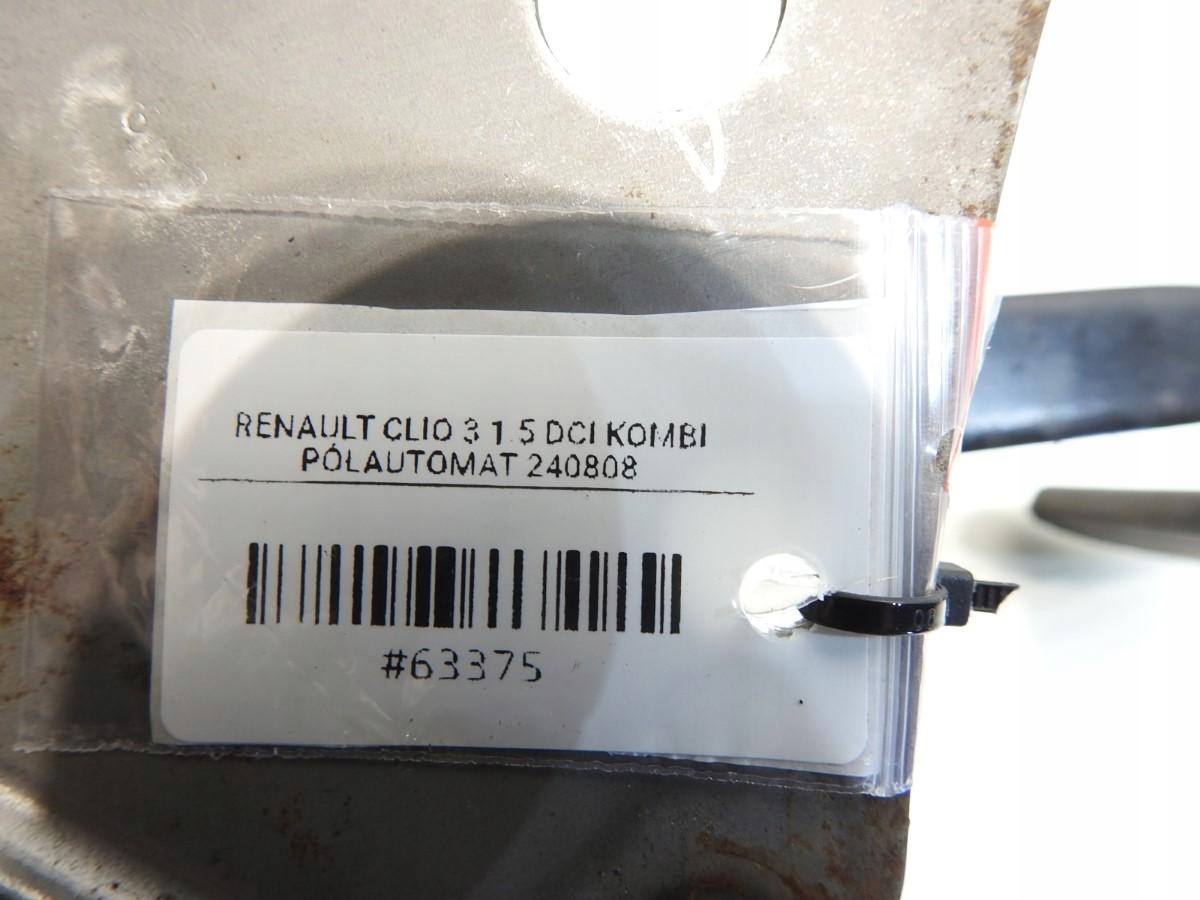 RENAULT CLIO 3 1.5 DCI KOMBI
PÓŁAUTOMAT 240808
#63375